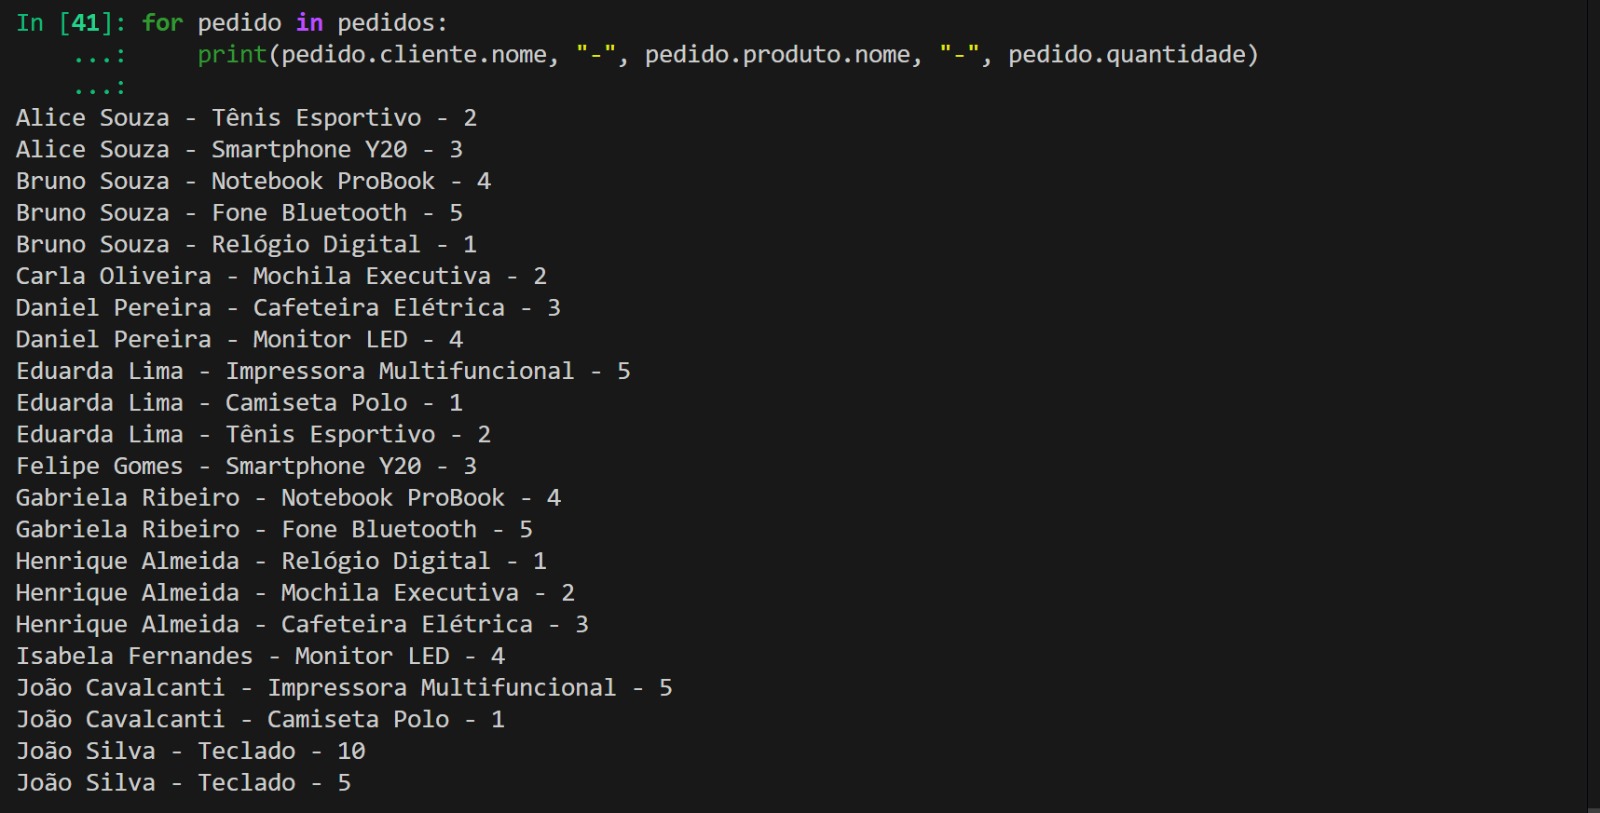 In [41]: for pedido in pedidos:
    ...:     print(pedido.cliente.nome, "-", pedido.produto.nome, "-", pedido.quantidade)
    ...:
Alice Souza - Tênis Esportivo - 2
Alice Souza - Smartphone Y20 - 3
Bruno Souza - Notebook ProBook - 4
Bruno Souza - Fone Bluetooth - 5
Bruno Souza - Relógio Digital - 1
Carla Oliveira - Mochila Executiva - 2
Daniel Pereira - Cafeteira Elétrica - 3
Daniel Pereira - Monitor LED - 4
Eduarda Lima - Impressora Multifuncional - 5
Eduarda Lima - Camiseta Polo - 1
Eduarda Lima - Tênis Esportivo - 2
Felipe Gomes - Smartphone Y20 - 3
Gabriela Ribeiro - Notebook ProBook - 4
Gabriela Ribeiro - Fone Bluetooth - 5
Henrique Almeida - Relógio Digital - 1
Henrique Almeida - Mochila Executiva - 2
Henrique Almeida - Cafeteira Elétrica - 3
Isabela Fernandes - Monitor LED - 4
João Cavalcanti - Impressora Multifuncional - 5
João Cavalcanti - Camiseta Polo - 1
João Silva - Teclado - 10
João Silva - Teclado - 5